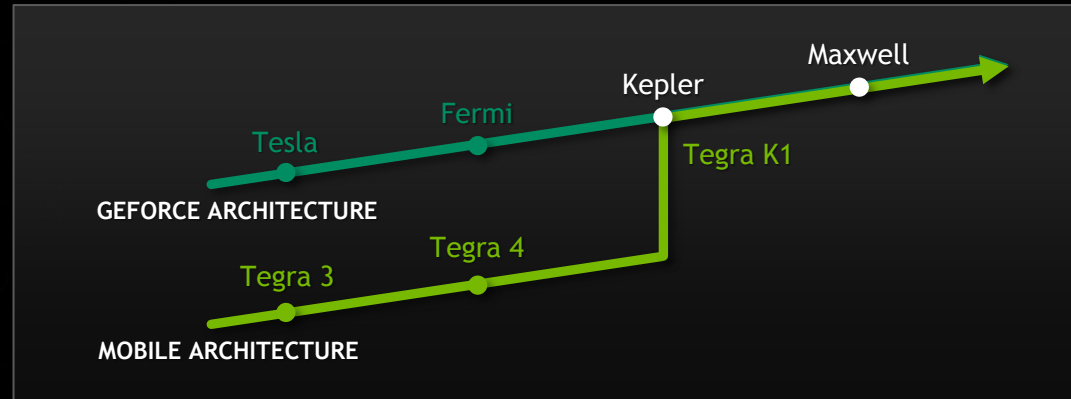 Maxwell
Kepler
Fermi
Tesla
Tegra K1
GEFORCE ARCHITECTURE
Tegra 4
Tegra 3
MOBILE ARCHITECTURE